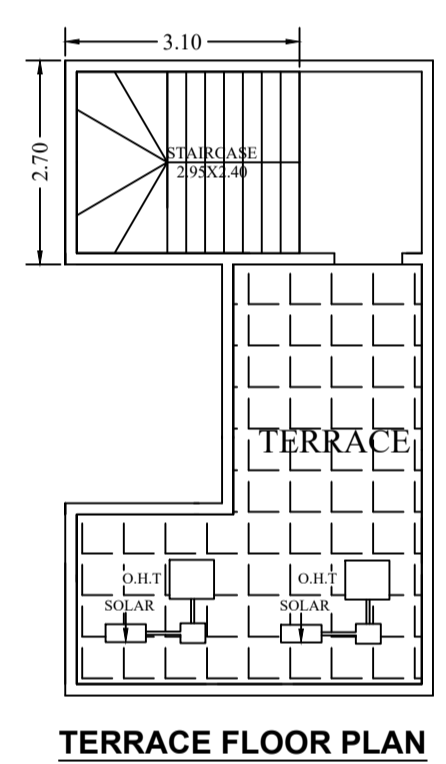 3.10
2.70
STAIRCASE
2.95X2.40
TERRACE
O.H.T
O.H.T
SOLAR
SOLAR
TERRACE FLOOR PLAN